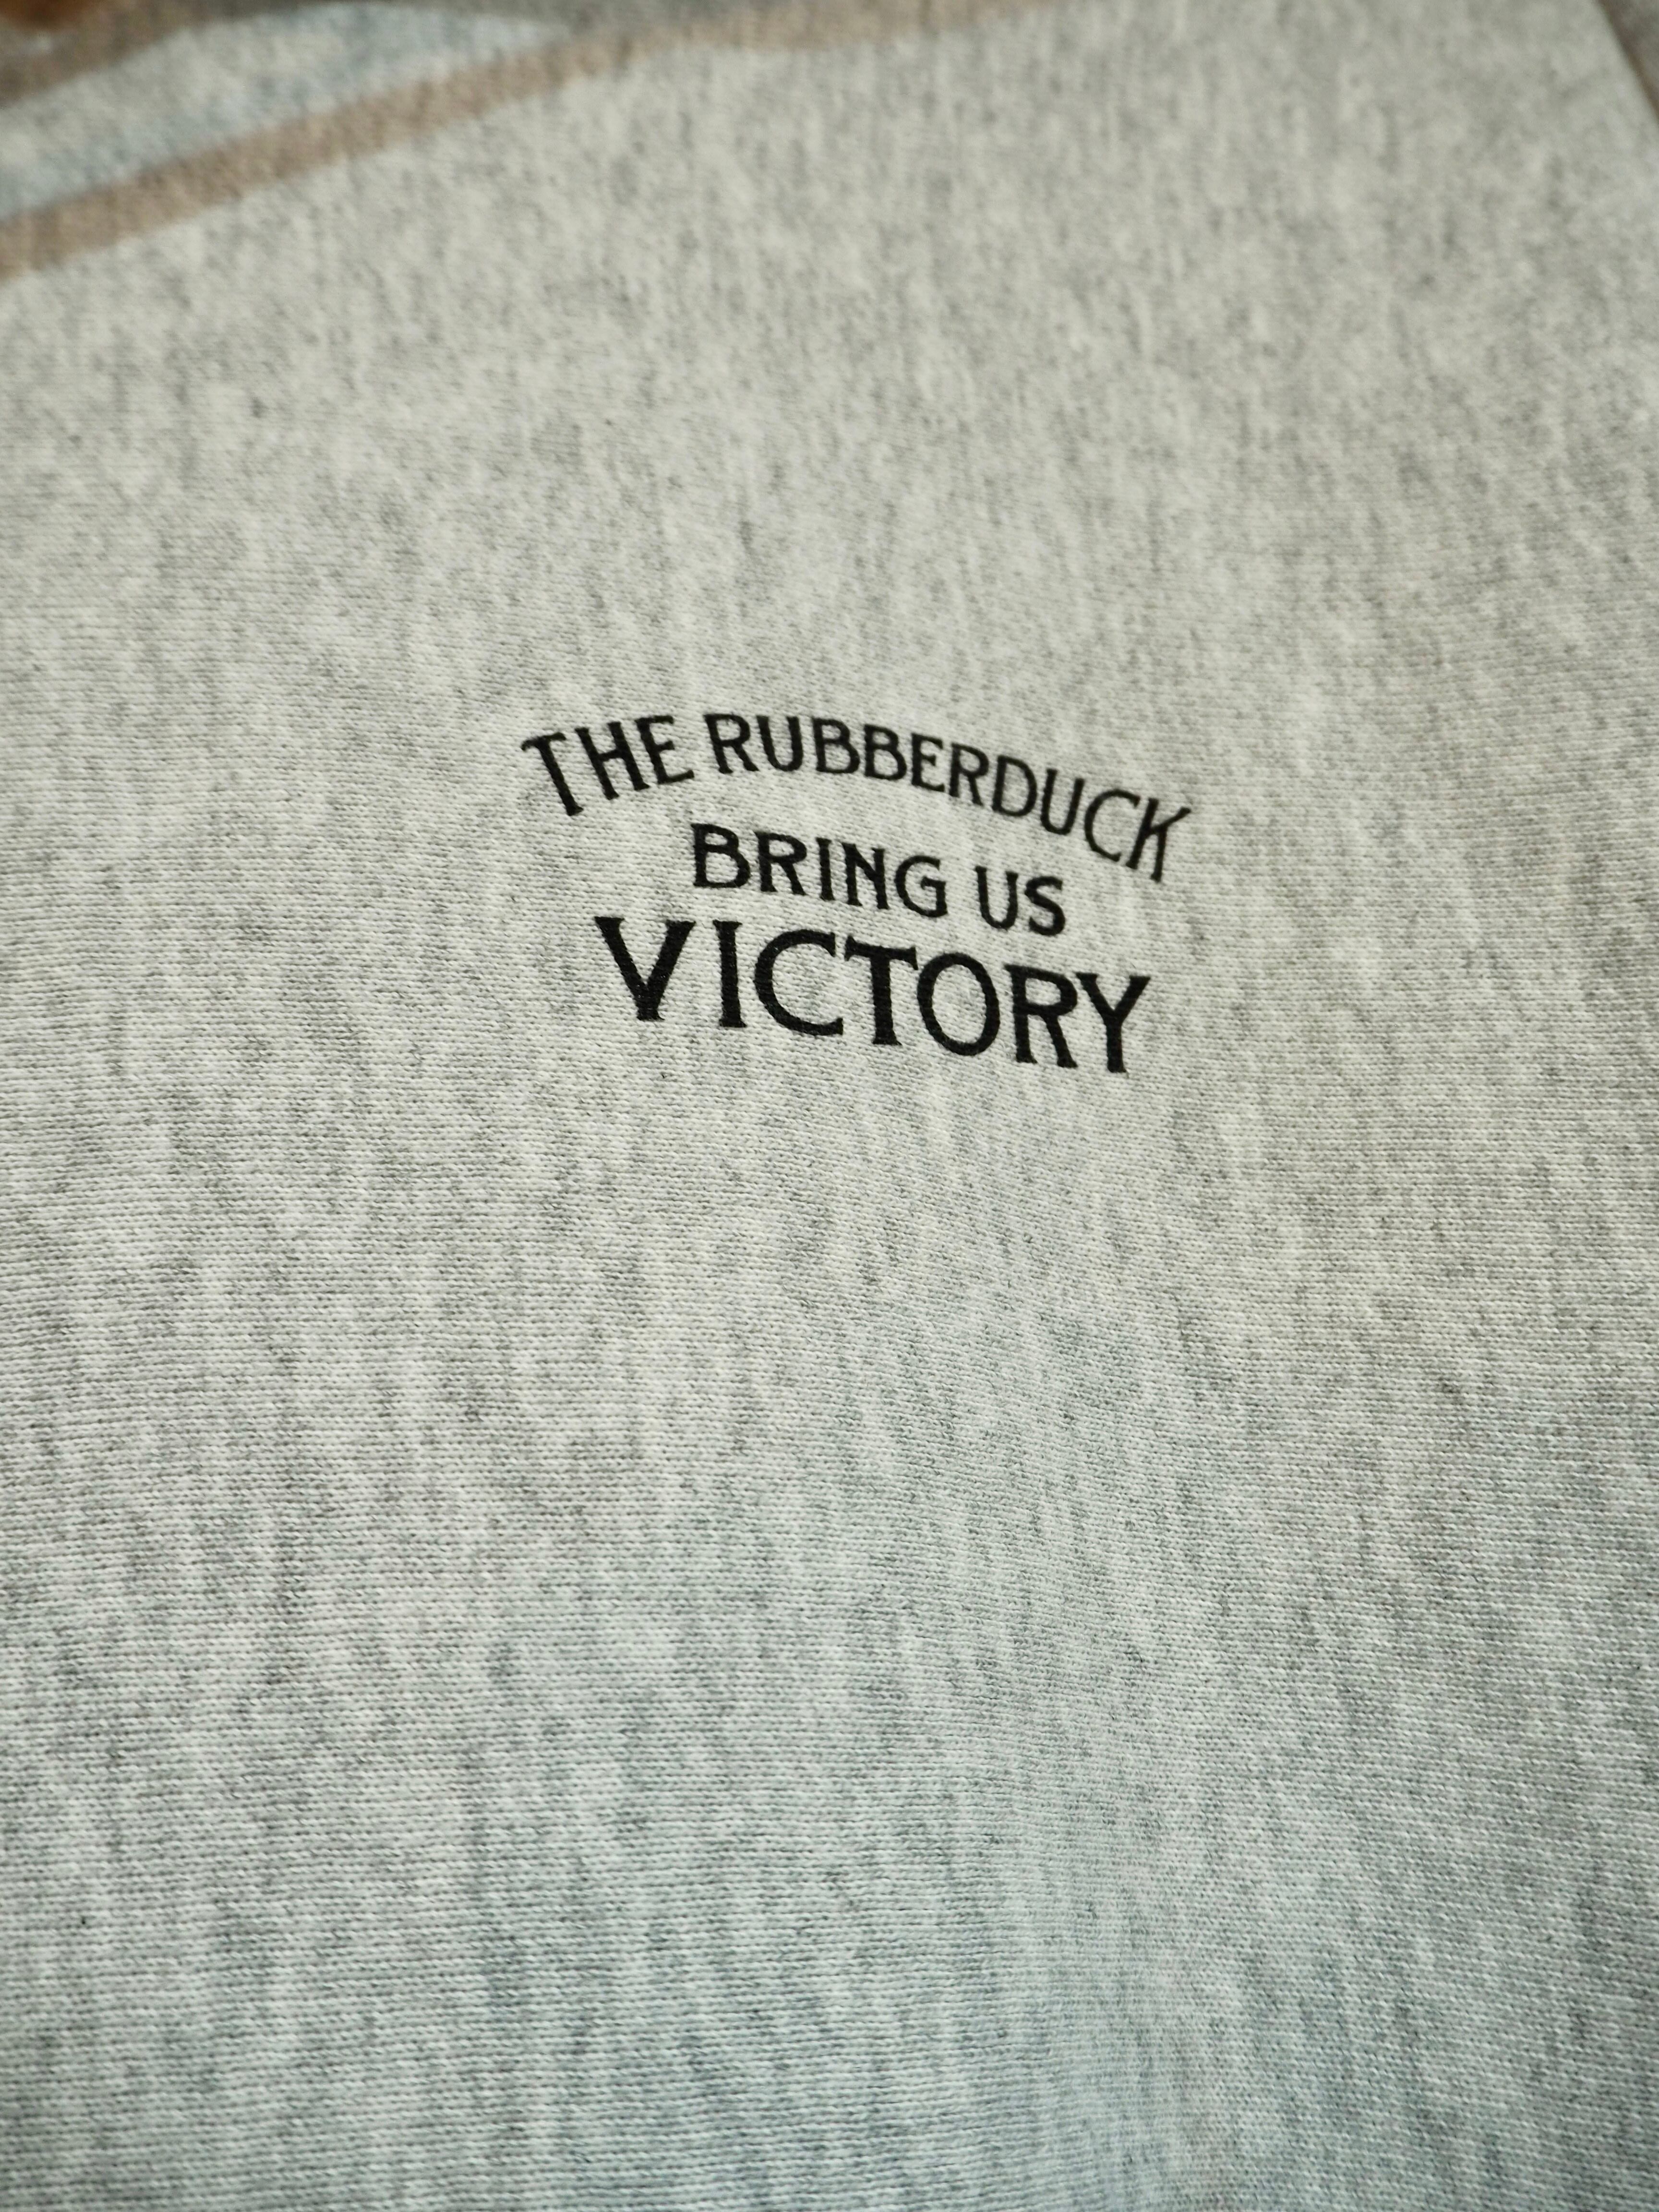 THE RUBBERDUCK
BRING US
VICTORY